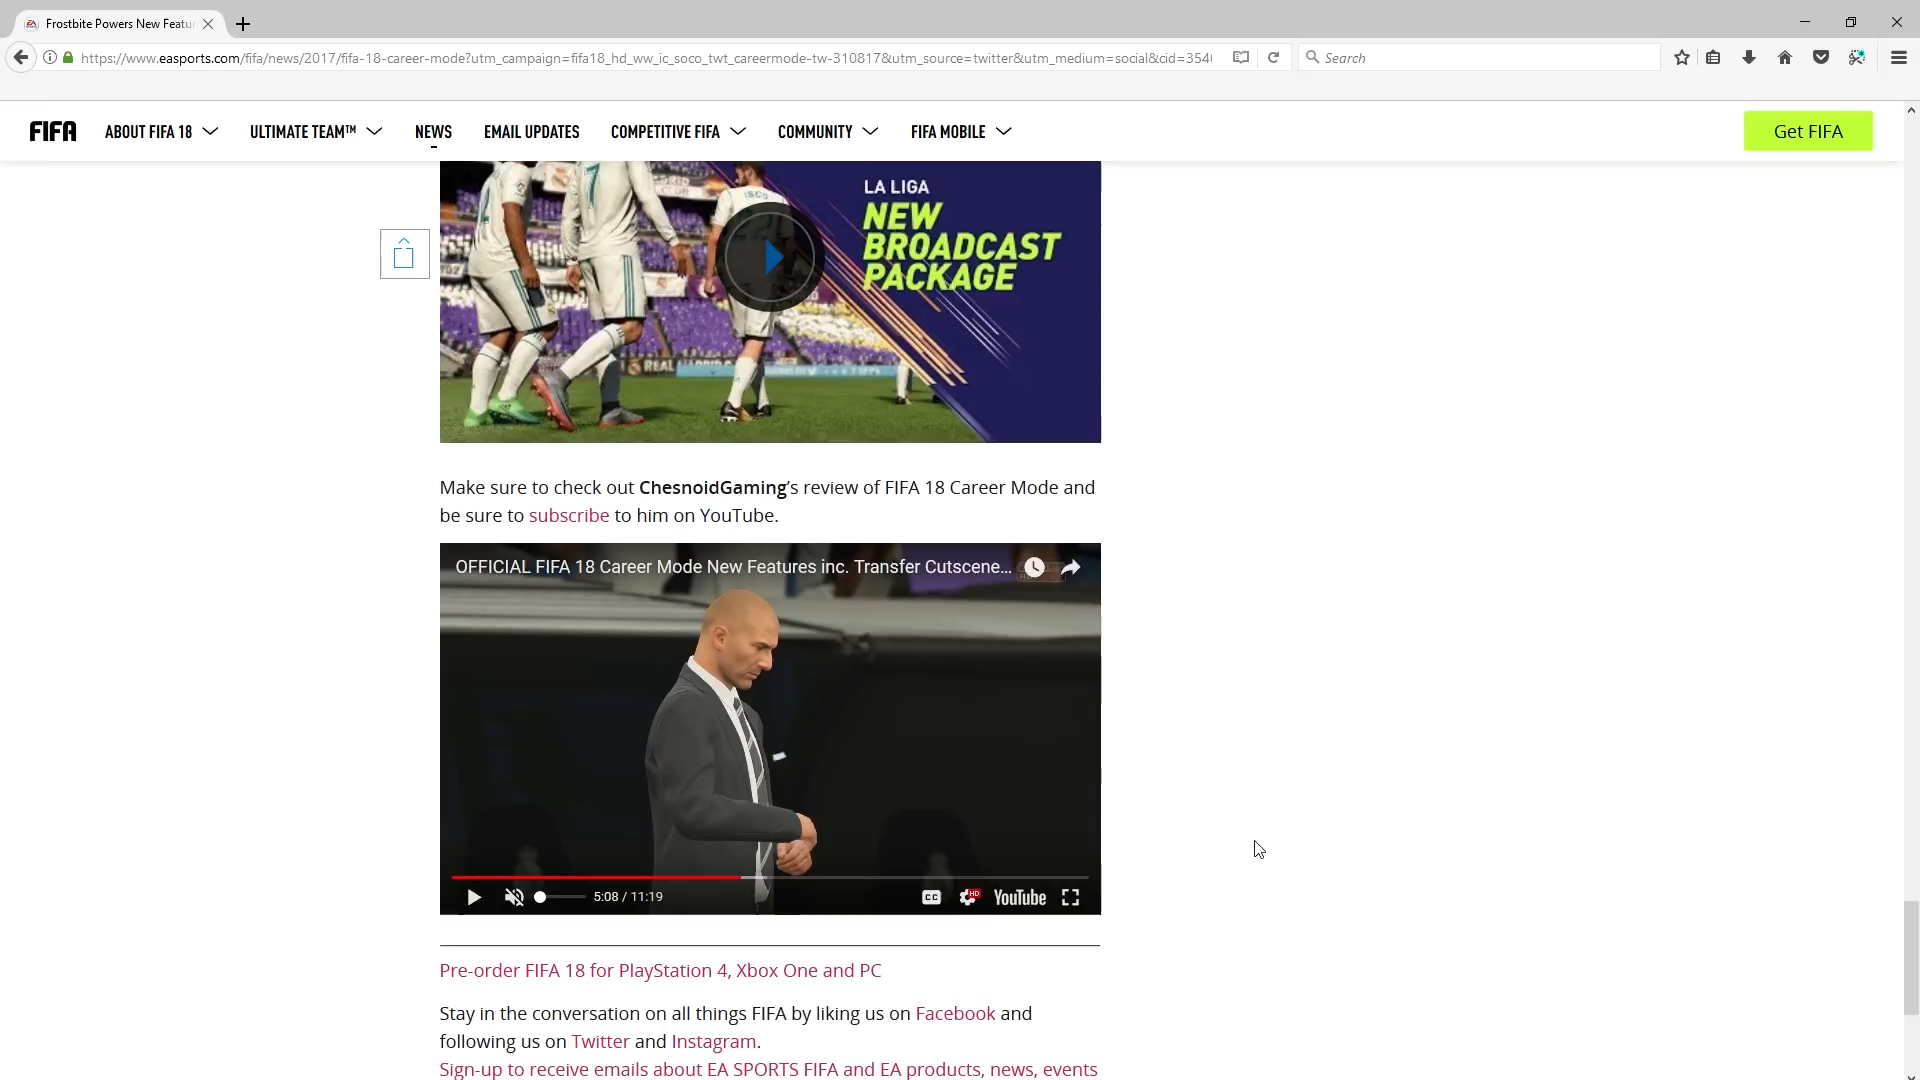 Frostbite Powers New Featu
https://www.easports.com/fifa/news/2017/fifa-18-career-mode?utm_campaign=fifa18_hd_ww_ic_soco_twt_careermode-tw-310817&utm_source=twitter&utm_medium=social&cid=354
Search
FIFA
ABOUT FIFA 18
ULTIMATE TEAM™
NEWS
EMAIL UPDATES
COMPETITIVE FIFA
COMMUNITY
FIFA MOBILE
Get FIFA
ISCO
7
2
LA LIGA
NEW
BROADCAST
PACKAGE
REAL
Make sure to check out ChesnoidGaming's review of FIFA 18 Career Mode and
be sure to subscribe to him on YouTube.
OFFICIAL FIFA 18 Career Mode New Features inc. Transfer Cutscene...
5:08 / 11:19
CC
HD
YouTube
Pre-order FIFA 18 for PlayStation 4, Xbox One and PC
Stay in the conversation on all things FIFA by liking us on Facebook and
following us on Twitter and Instagram.
Sign-up to receive emails about EA SPORTS FIFA and EA products, news, events